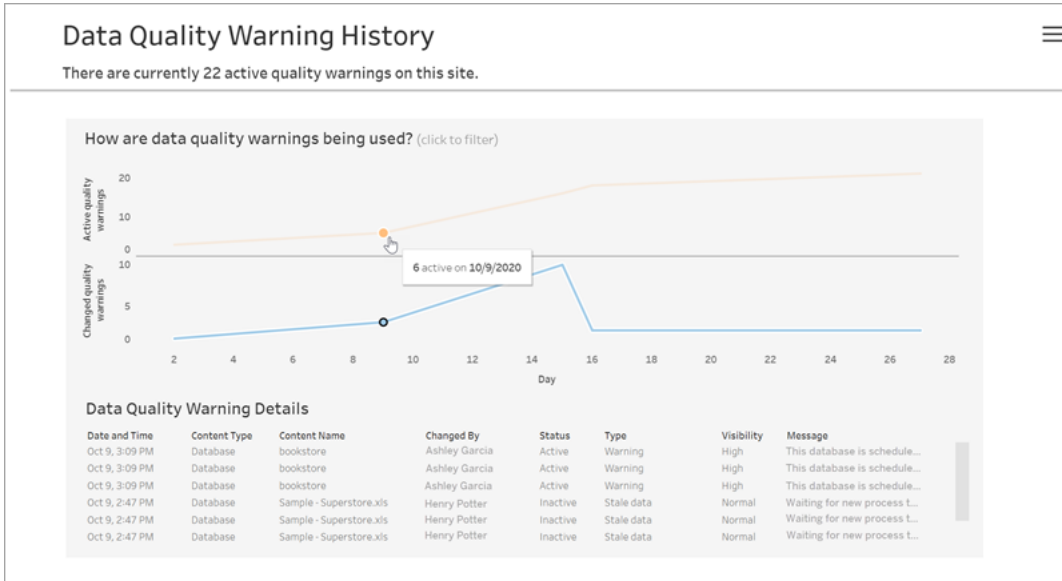 Data Quality Warning History
There are currently 22 active quality warnings on this site.
How are data quality warnings being used? (click to filter)
Active quality
warnings
20
10
0
6 active on 10/9/2020
Changed quality
warnings
10
5
0
2 4 6 8 10 12 14 16 18 20 22 24 26 28
Day
Data Quality Warning Details
Date and Time Content Type Content Name Changed By Status Type Visibility Message
Oct 9, 3:09 PM Database bookstore Ashley Garcia Active Warning High This database is schedule...
Oct 9, 3:09 PM Database bookstore Ashley Garcia Active Warning High This database is schedule...
Oct 9, 3:09 PM Database bookstore Ashley Garcia Active Warning High This database is schedule...
Oct 9, 2:47 PM Database Sample - Superstore.xls Henry Potter Inactive Stale data Normal Waiting for new process t...
Oct 9, 2:47 PM Database Sample - Superstore.xls Henry Potter Inactive Stale data Normal Waiting for new process t...
Oct 9, 2:47 PM Database Sample - Superstore.xls Henry Potter Inactive Stale data Normal Waiting for new process t...